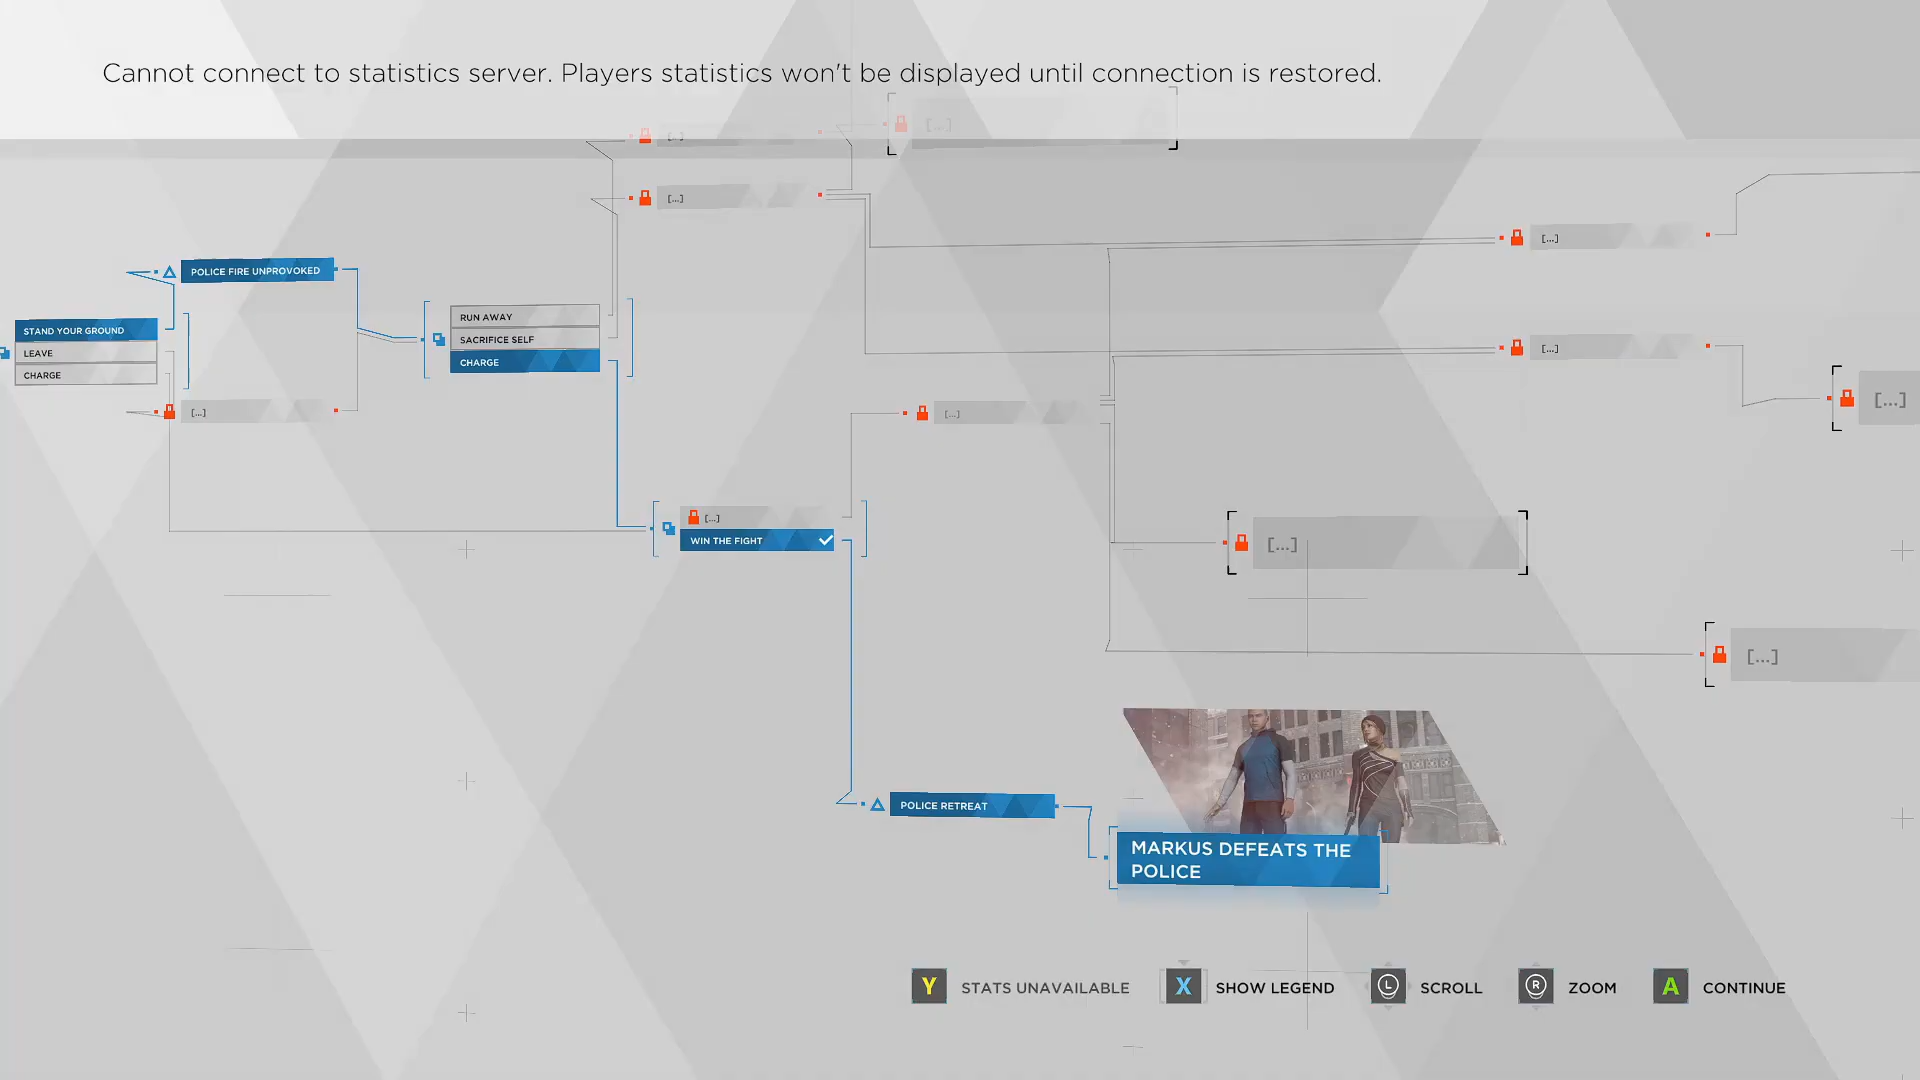 Cannot connect to statistics server. Players statistics won't be displayed until connection is restored.
[...]
[...]
[...]
[...]
POLICE FIRE UNPROVOKED
STAND YOUR GROUND
LEAVE
CHARGE
[...]
RUN AWAY
SACRIFICE SELF
CHARGE
[...]
[...]
[...]
[...]
WIN THE FIGHT
[...]
[...]
POLICE RETREAT
MARKUS DEFEATS THE
POLICE
Y STATS UNAVAILABLE
X SHOW LEGEND
L SCROLL
R ZOOM
A CONTINUE